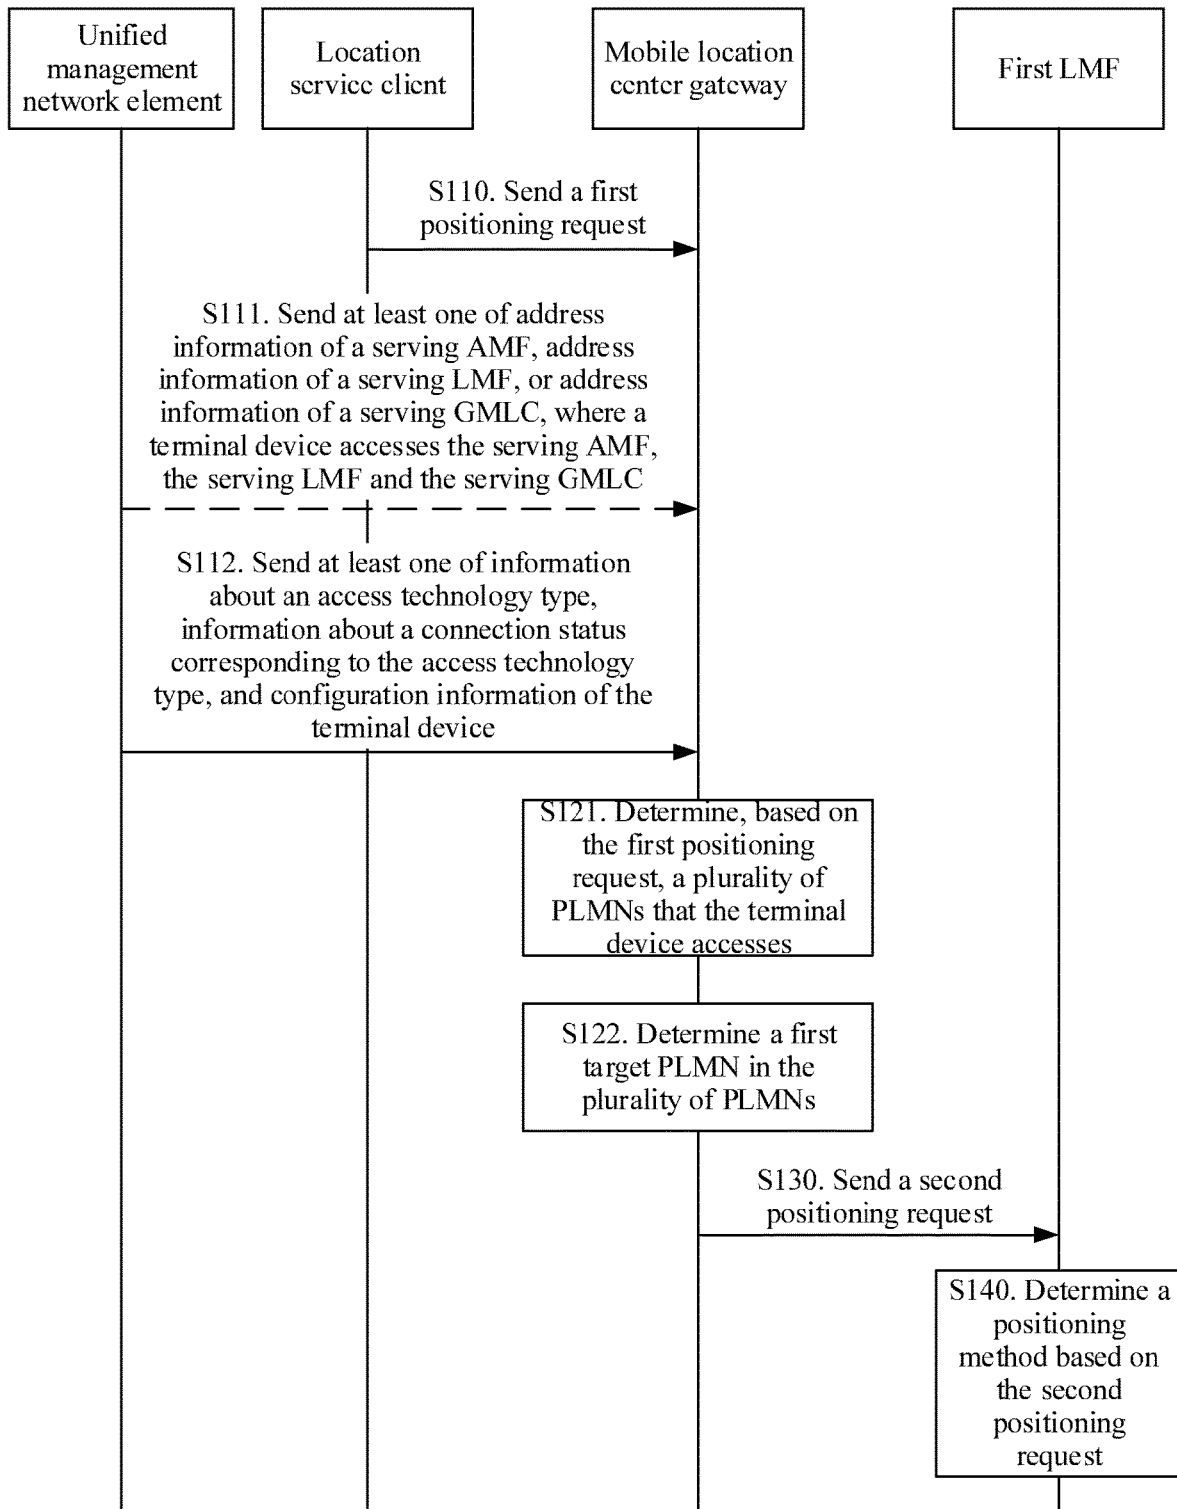 Unified
management
network element
Location
service client
Mobile location
center gateway
First LMF
S110. Send a first
positioning request
S111. Send at least one of address
information of a serving AMF, address
information of a serving LMF, or address
information of a serving GMLC, where a
terminal device accesses the serving AMF,
the serving LMF and the serving GMLC
S112. Send at least one of information
about an access technology type,
information about a connection status
corresponding to the access technology
type, and configuration information of the
terminal device
S121. Determine, based on
the first positioning
request, a plurality of
PLMNs that the terminal
device accesses
S122. Determine a first
target PLMN in the
plurality of PLMNs
S130. Send a second
positioning request
S140. Determine a
positioning
method based on
the second
positioning
request